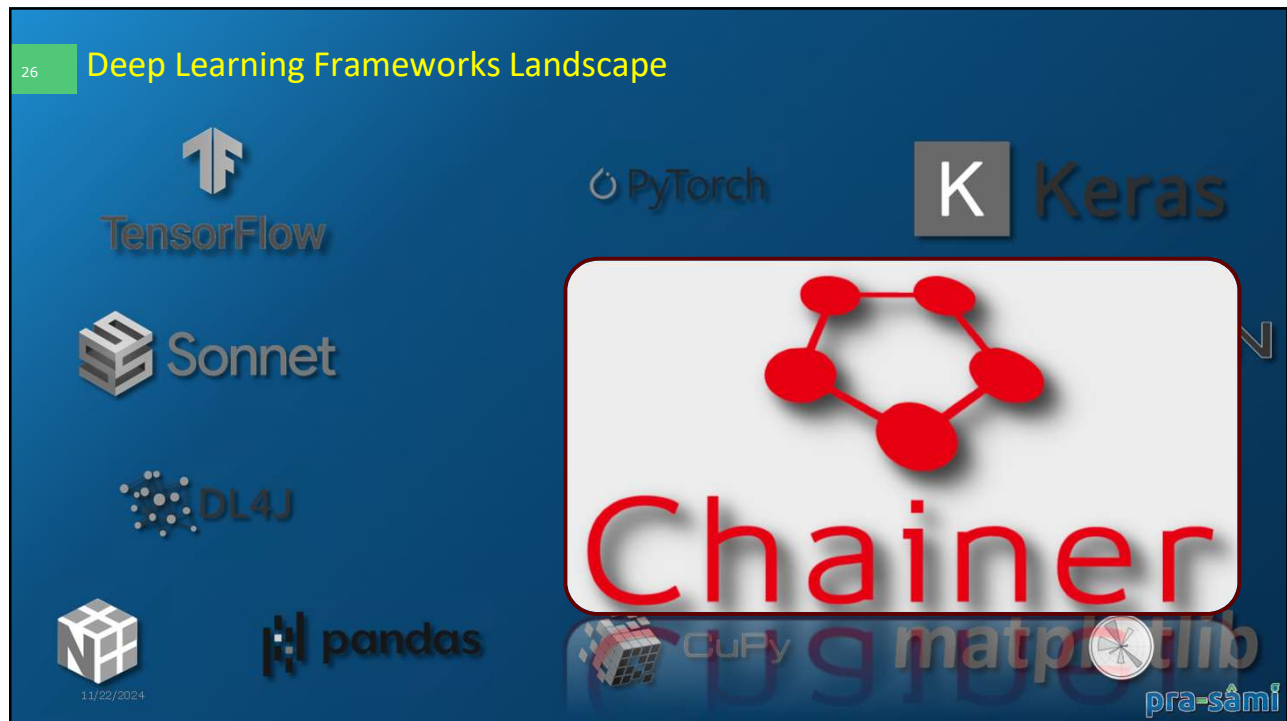 26
Deep Learning Frameworks Landscape
TensorFlow
PyTorch
K Keras
Sonnet
N
DL4J
Chainer
N
pandas
CuPy
matplotlib
11/22/2024
pra-sâmi